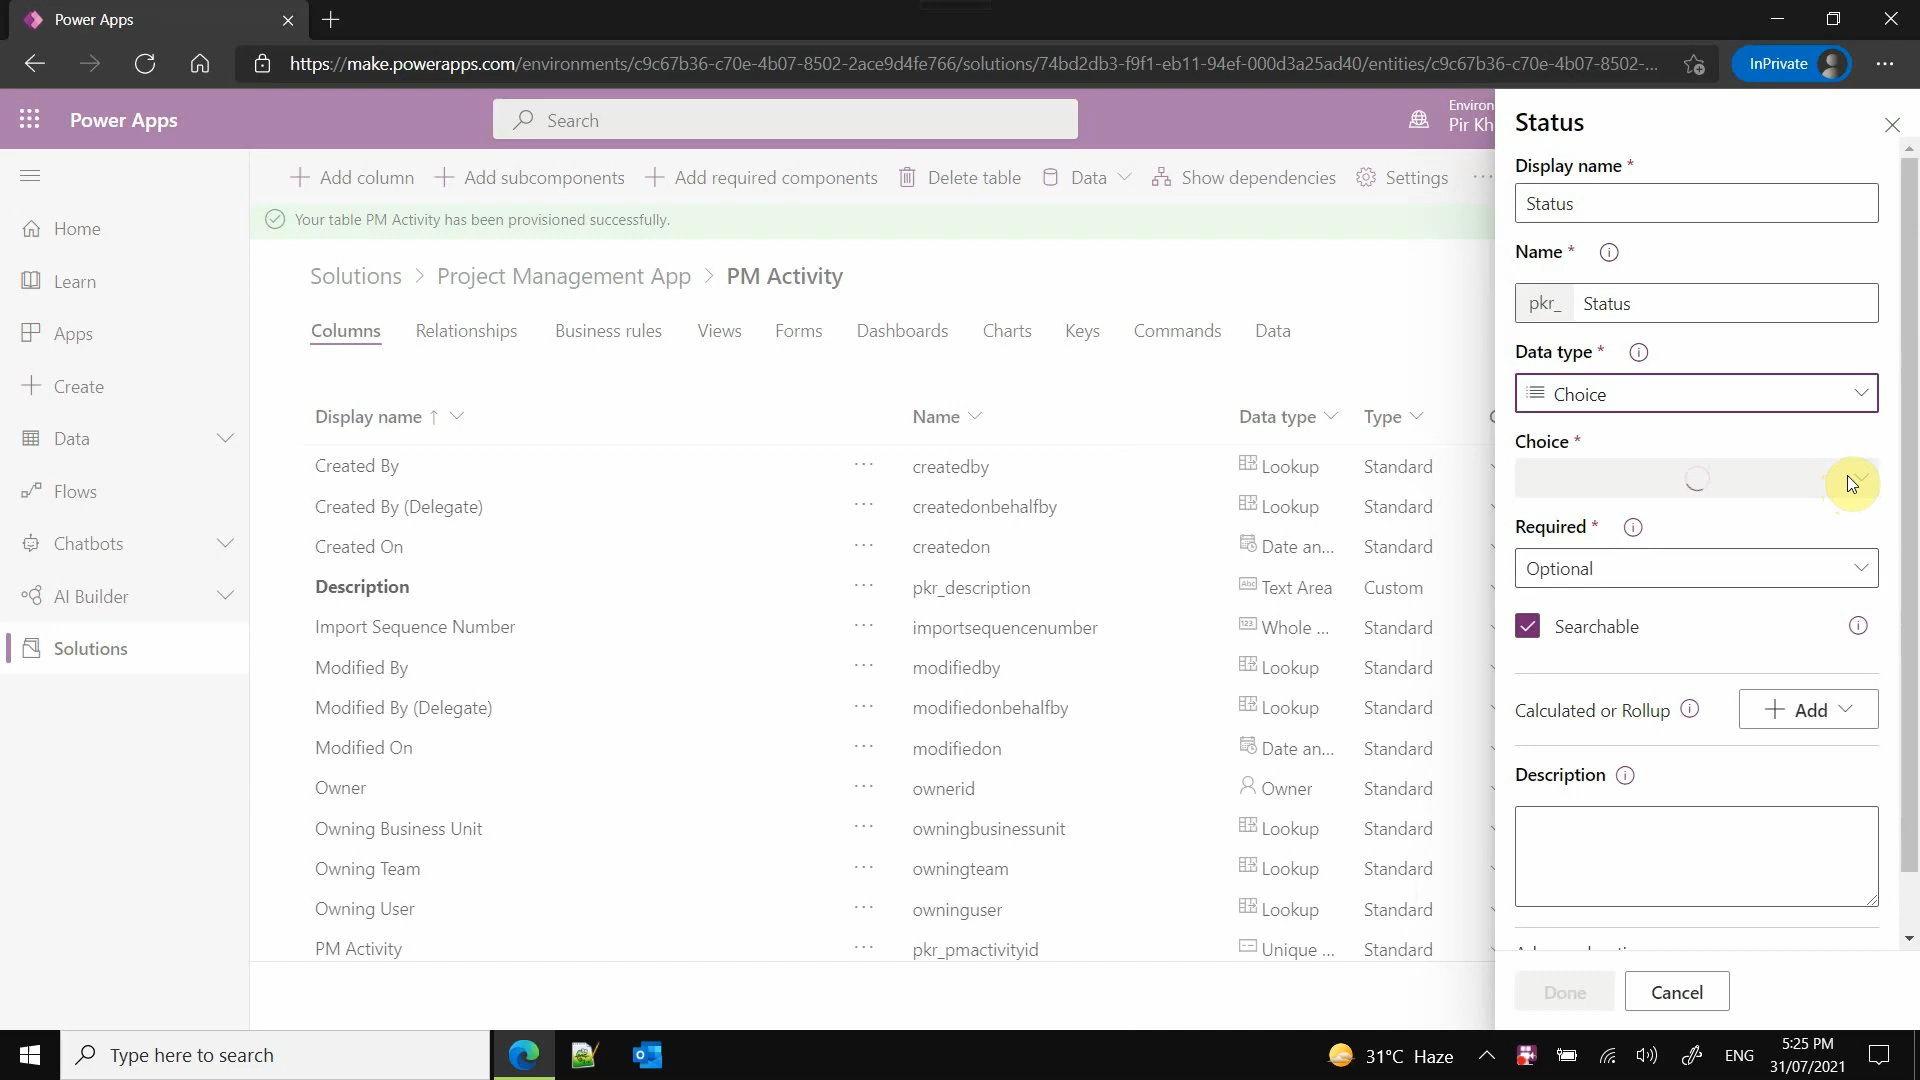 Power Apps
https://make.powerapps.com/environments/c9c67b36-c70e-4b07-8502-2ace9d4fe766/solutions/74bd2db3-f9f1-eb11-94ef-000d3a25ad40/entities/c9c67b36-c70e-4b07-8502-...
InPrivate
Power Apps
Search
Environ
Pir Kh
Add column
Add subcomponents
Add required components
Delete table
Data
Show dependencies
Settings
Your table PM Activity has been provisioned successfully.
Solutions > Project Management App > PM Activity
Columns Relationships Business rules Views Forms Dashboards Charts Keys Commands Data
Home
Learn
Apps
Create
Data
Flows
Chatbots
AI Builder
Solutions
Display name ↑ Name Data type Type
Created By ... createdby Lookup Standard
Created By (Delegate) ... createdonbehalfby Lookup Standard
Created On ... createdon Date an... Standard
Description ... pkr_description Abc Text Area Custom
Import Sequence Number ... importsequencenumber 123 Whole ... Standard
Modified By ... modifiedby Lookup Standard
Modified By (Delegate) ... modifiedonbehalfby Lookup Standard
Modified On ... modifiedon Date an... Standard
Owner ... ownerid Owner Standard
Owning Business Unit ... owningbusinessunit Lookup Standard
Owning Team ... owningteam Lookup Standard
Owning User ... owninguser Lookup Standard
PM Activity ... pkr_pmactivityid Unique ... Standard
Status
Display name *
Status
Name *
pkr_ Status
Data type *
Choice
Choice *
Required *
Optional
Searchable
Calculated or Rollup
Add
Description
Done
Cancel
Type here to search
31°C Haze
ENG
5:25 PM
31/07/2021